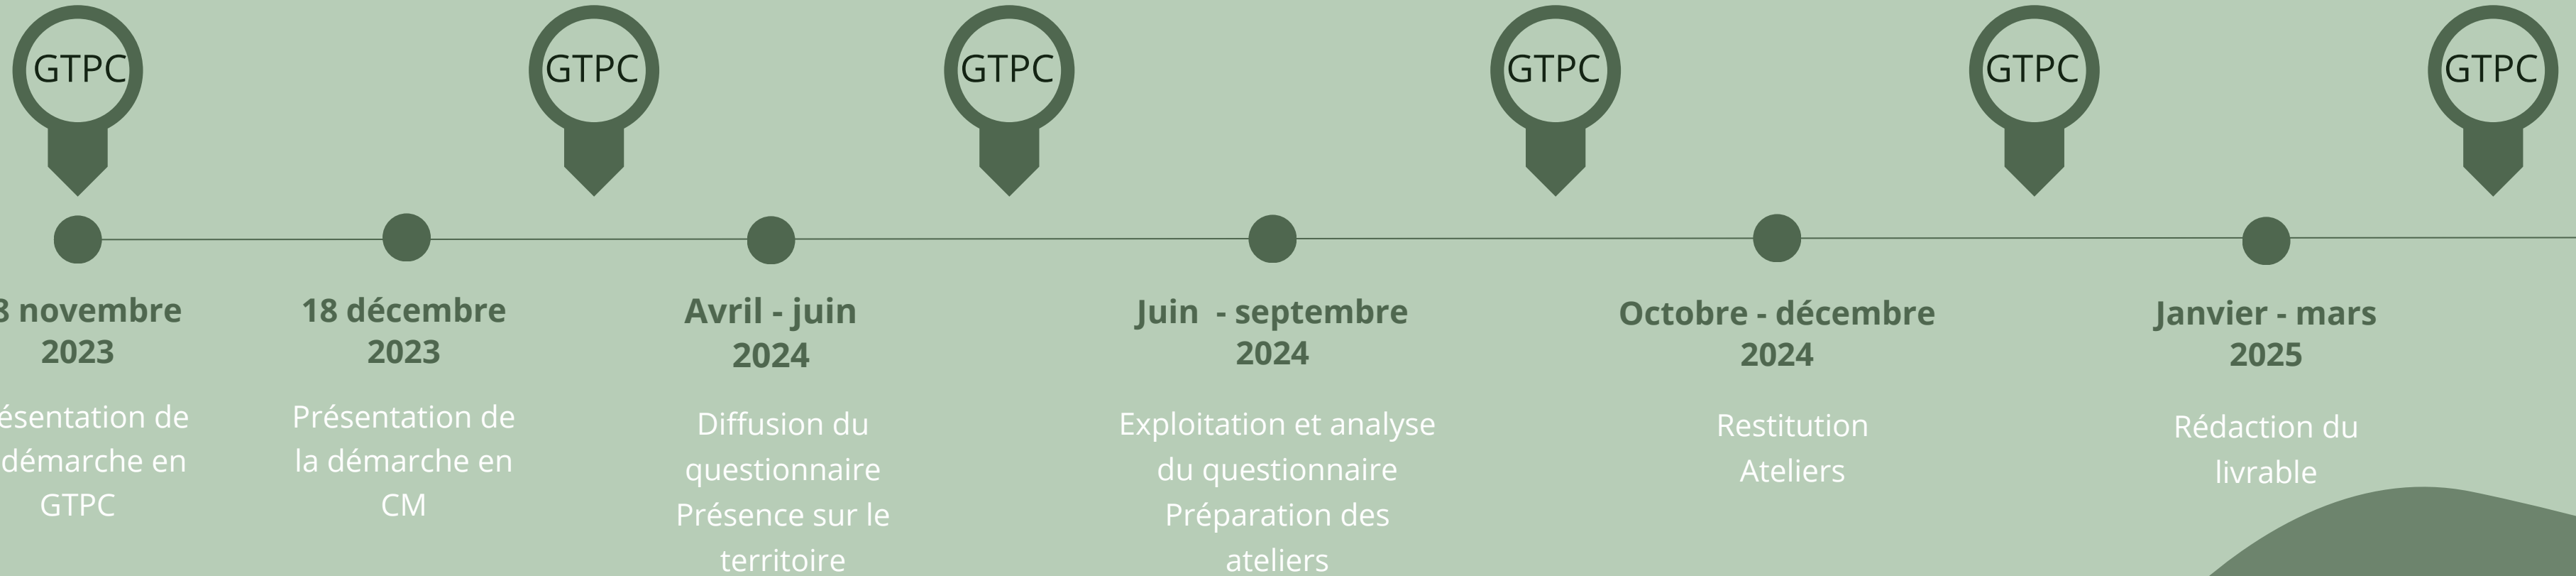 GTPC
GTPC
GTPC
GTPC
GTPC
GTPC
8 novembre
2023
ésentation de
démarche en
GTPC
18 décembre
2023
Présentation de
la démarche en
CM
Avril - juin
2024
Diffusion du
questionnaire
Présence sur le
territoire
Juin - septembre
2024
Exploitation et analyse
du questionnaire
Préparation des
ateliers
Octobre - décembre
2024
Restitution
Ateliers
Janvier - mars
2025
Rédaction du
livrable